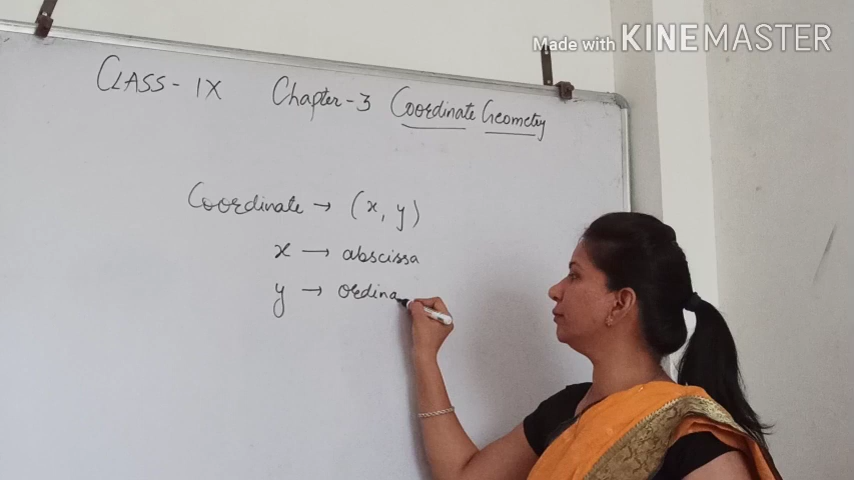 Made with KINEMASTER
CLASS - IX Chapter - 3 Coordinate Geometry
Coordinate → (x, y)
x → abscissa
y → ordina